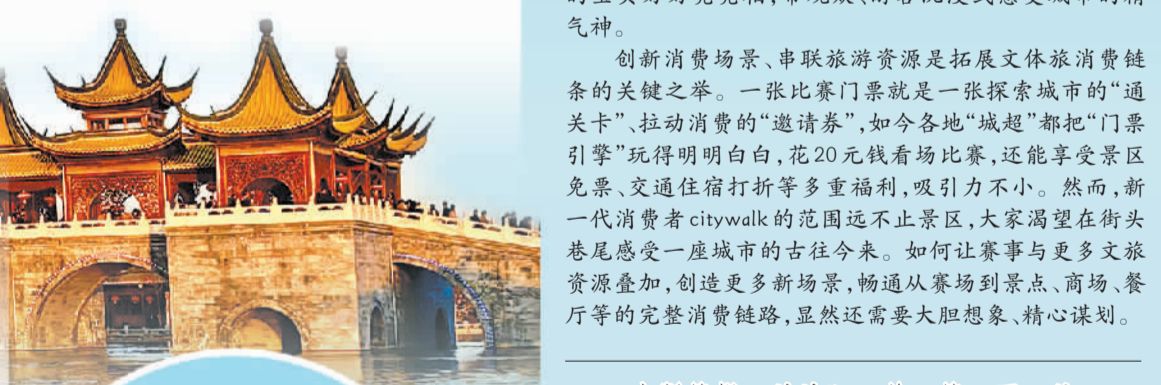 气神。
创新消费场景、串联旅游资源是拓展文体旅消费链
条的关键之举。一张比赛门票就是一张探索城市的“通
关卡”、拉动消费的“邀请券”,如今各地“城超”都把“门票
引擎”玩得明明白白,花20元钱看场比赛,还能享受景区
免票、交通住宿打折等多重福利,吸引力不小。然而,新
一代消费者citywalk的范围远不止景区,大家渴望在街头
巷尾感受一座城市的古往今来。如何让赛事与更多文旅
资源叠加,创造更多新场景,畅通从赛场到景点、商场、餐
厅等的完整消费链路,显然还需要大胆想象、精心谋划。